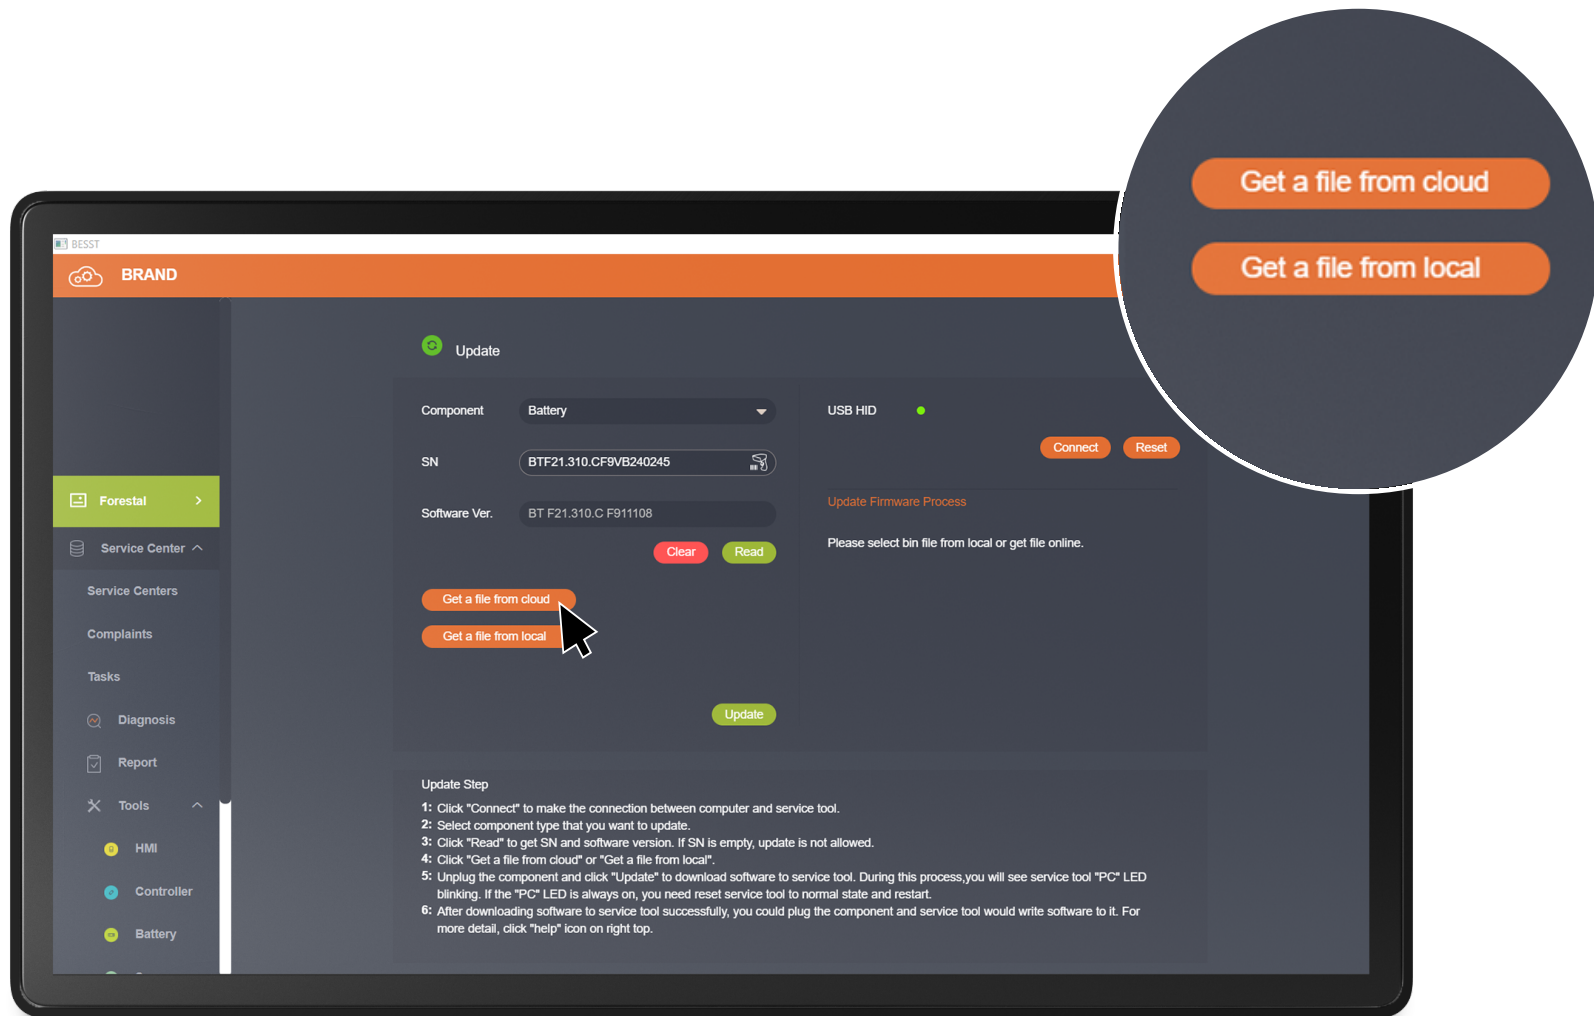 Get a file from cloud
Get a file from local
BESST
BRAND
Forestal
Service Center
Service Centers
Complaints
Tasks
Diagnosis
Report
Tools
HMI
Controller
Battery
Update
Component
Battery
SN
BTF21.310.CF9VB240245
Software Ver.
BT F21.310.C F911108
Clear
Read
Get a file from cloud
Get a file from local
Update
USB HID
Connect
Reset
Update Firmware Process
Please select bin file from local or get file online.
Update Step
1: Click "Connect" to make the connection between computer and service tool.
2: Select component type that you want to update.
3: Click "Read" to get SN and software version. If SN is empty, update is not allowed.
4: Click "Get a file from cloud" or "Get a file from local".
5: Unplug the component and click "Update" to download software to service tool. During this process,you will see service tool "PC" LED
blinking. If the "PC" LED is always on, you need reset service tool to normal state and restart.
6: After downloading software to service tool successfully, you could plug the component and service tool would write software to it. For
more detail, click "help" icon on right top.